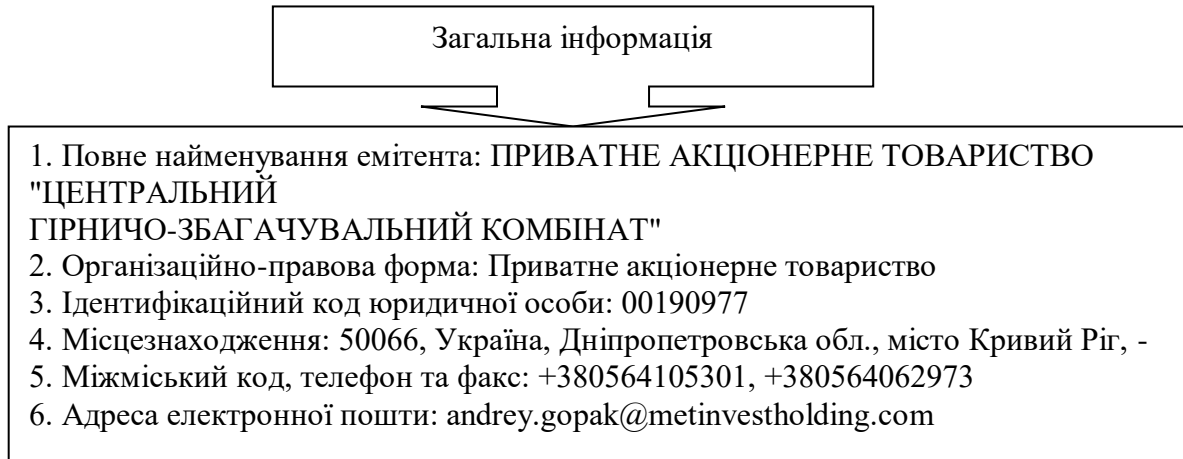 Загальна інформація
1. Повне найменування емітента: ПРИВАТНЕ АКЦІОНЕРНЕ ТОВАРИСТВО
"ЦЕНТРАЛЬНИЙ
ГІРНИЧО-ЗБАГАЧУВАЛЬНИЙ КОМБІНАТ"
2. Організаційно-правова форма: Приватне акціонерне товариство
3. Ідентифікаційний код юридичної особи: 00190977
4. Місцезнаходження: 50066, Україна, Дніпропетровська обл., місто Кривий Ріг, -
5. Міжміський код, телефон та факс: +380564105301, +380564062973
6. Адреса електронної пошти: andrey.gopak@metinvestholding.com